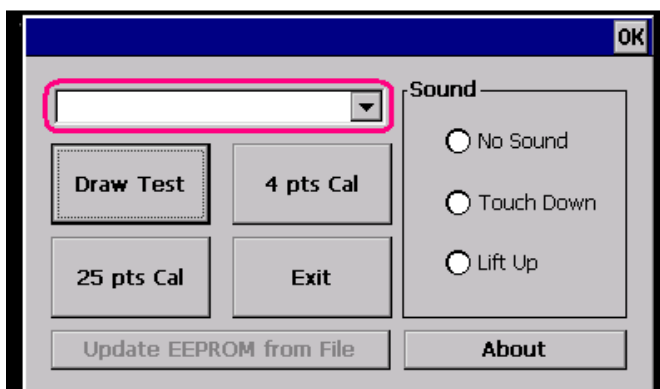 OK
Sound
No Sound
Draw Test
4 pts Cal
Touch Down
25 pts Cal
Exit
Lift Up
Update EEPROM from File
About